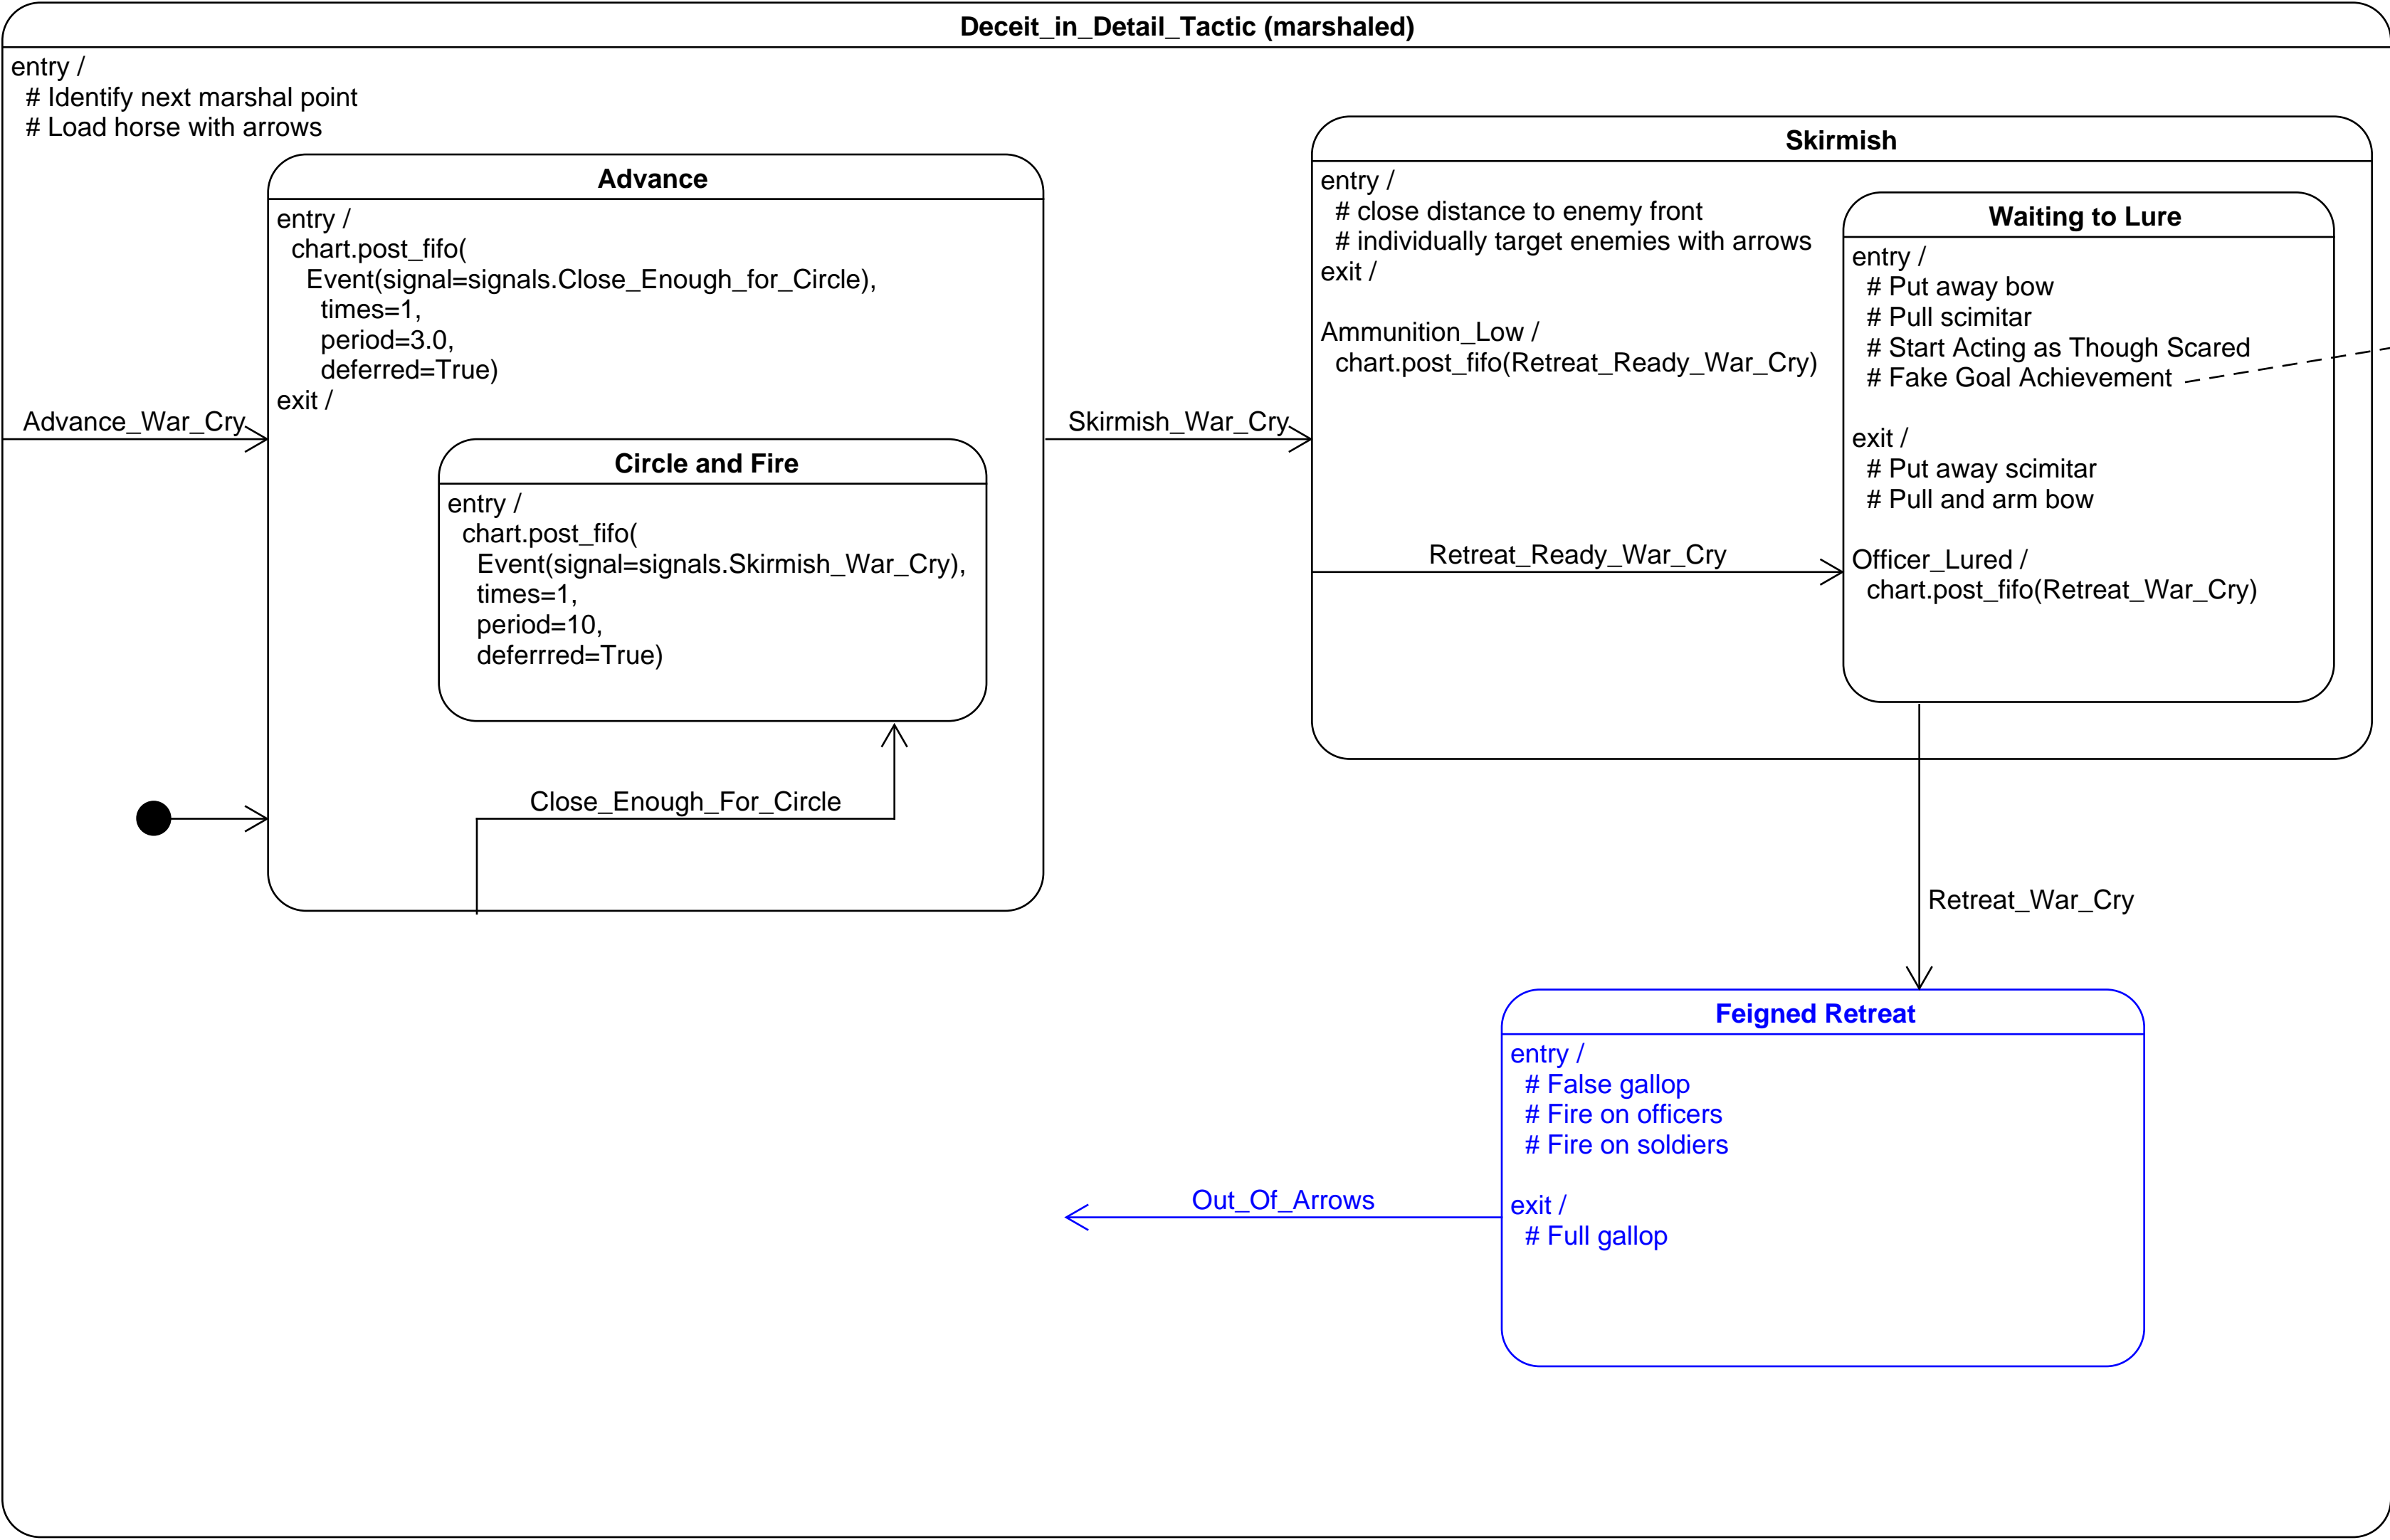 Deceit_in_Detail_Tactic (marshaled)
entry /
# Identify next marshal point
# Load horse with arrows
Advance_War_Cry
Advance
entry /
chart.post_fifo(
Event(signal=signals.Close_Enough_for_Circle),
times=1,
period=3.0,
deferred=True)
exit /
Circle and Fire
entry /
chart.post_fifo(
Event(signal=signals.Skirmish_War_Cry),
times=1,
period=10,
deferrred=True)
Close_Enough_For_Circle
Skirmish_War_Cry
Skirmish
entry /
# close distance to enemy front
# individually target enemies with arrows
exit /
Ammunition_Low /
chart.post_fifo(Retreat_Ready_War_Cry)
Retreat_Ready_War_Cry
Waiting to Lure
entry /
# Put away bow
# Pull scimitar
# Start Acting as Though Scared
# Fake Goal Achievement
exit /
# Put away scimitar
# Pull and arm bow
Officer_Lured /
chart.post_fifo(Retreat_War_Cry)
Retreat_War_Cry
Feigned Retreat
entry /
# False gallop
# Fire on officers
# Fire on soldiers
exit /
# Full gallop
Out_Of_Arrows